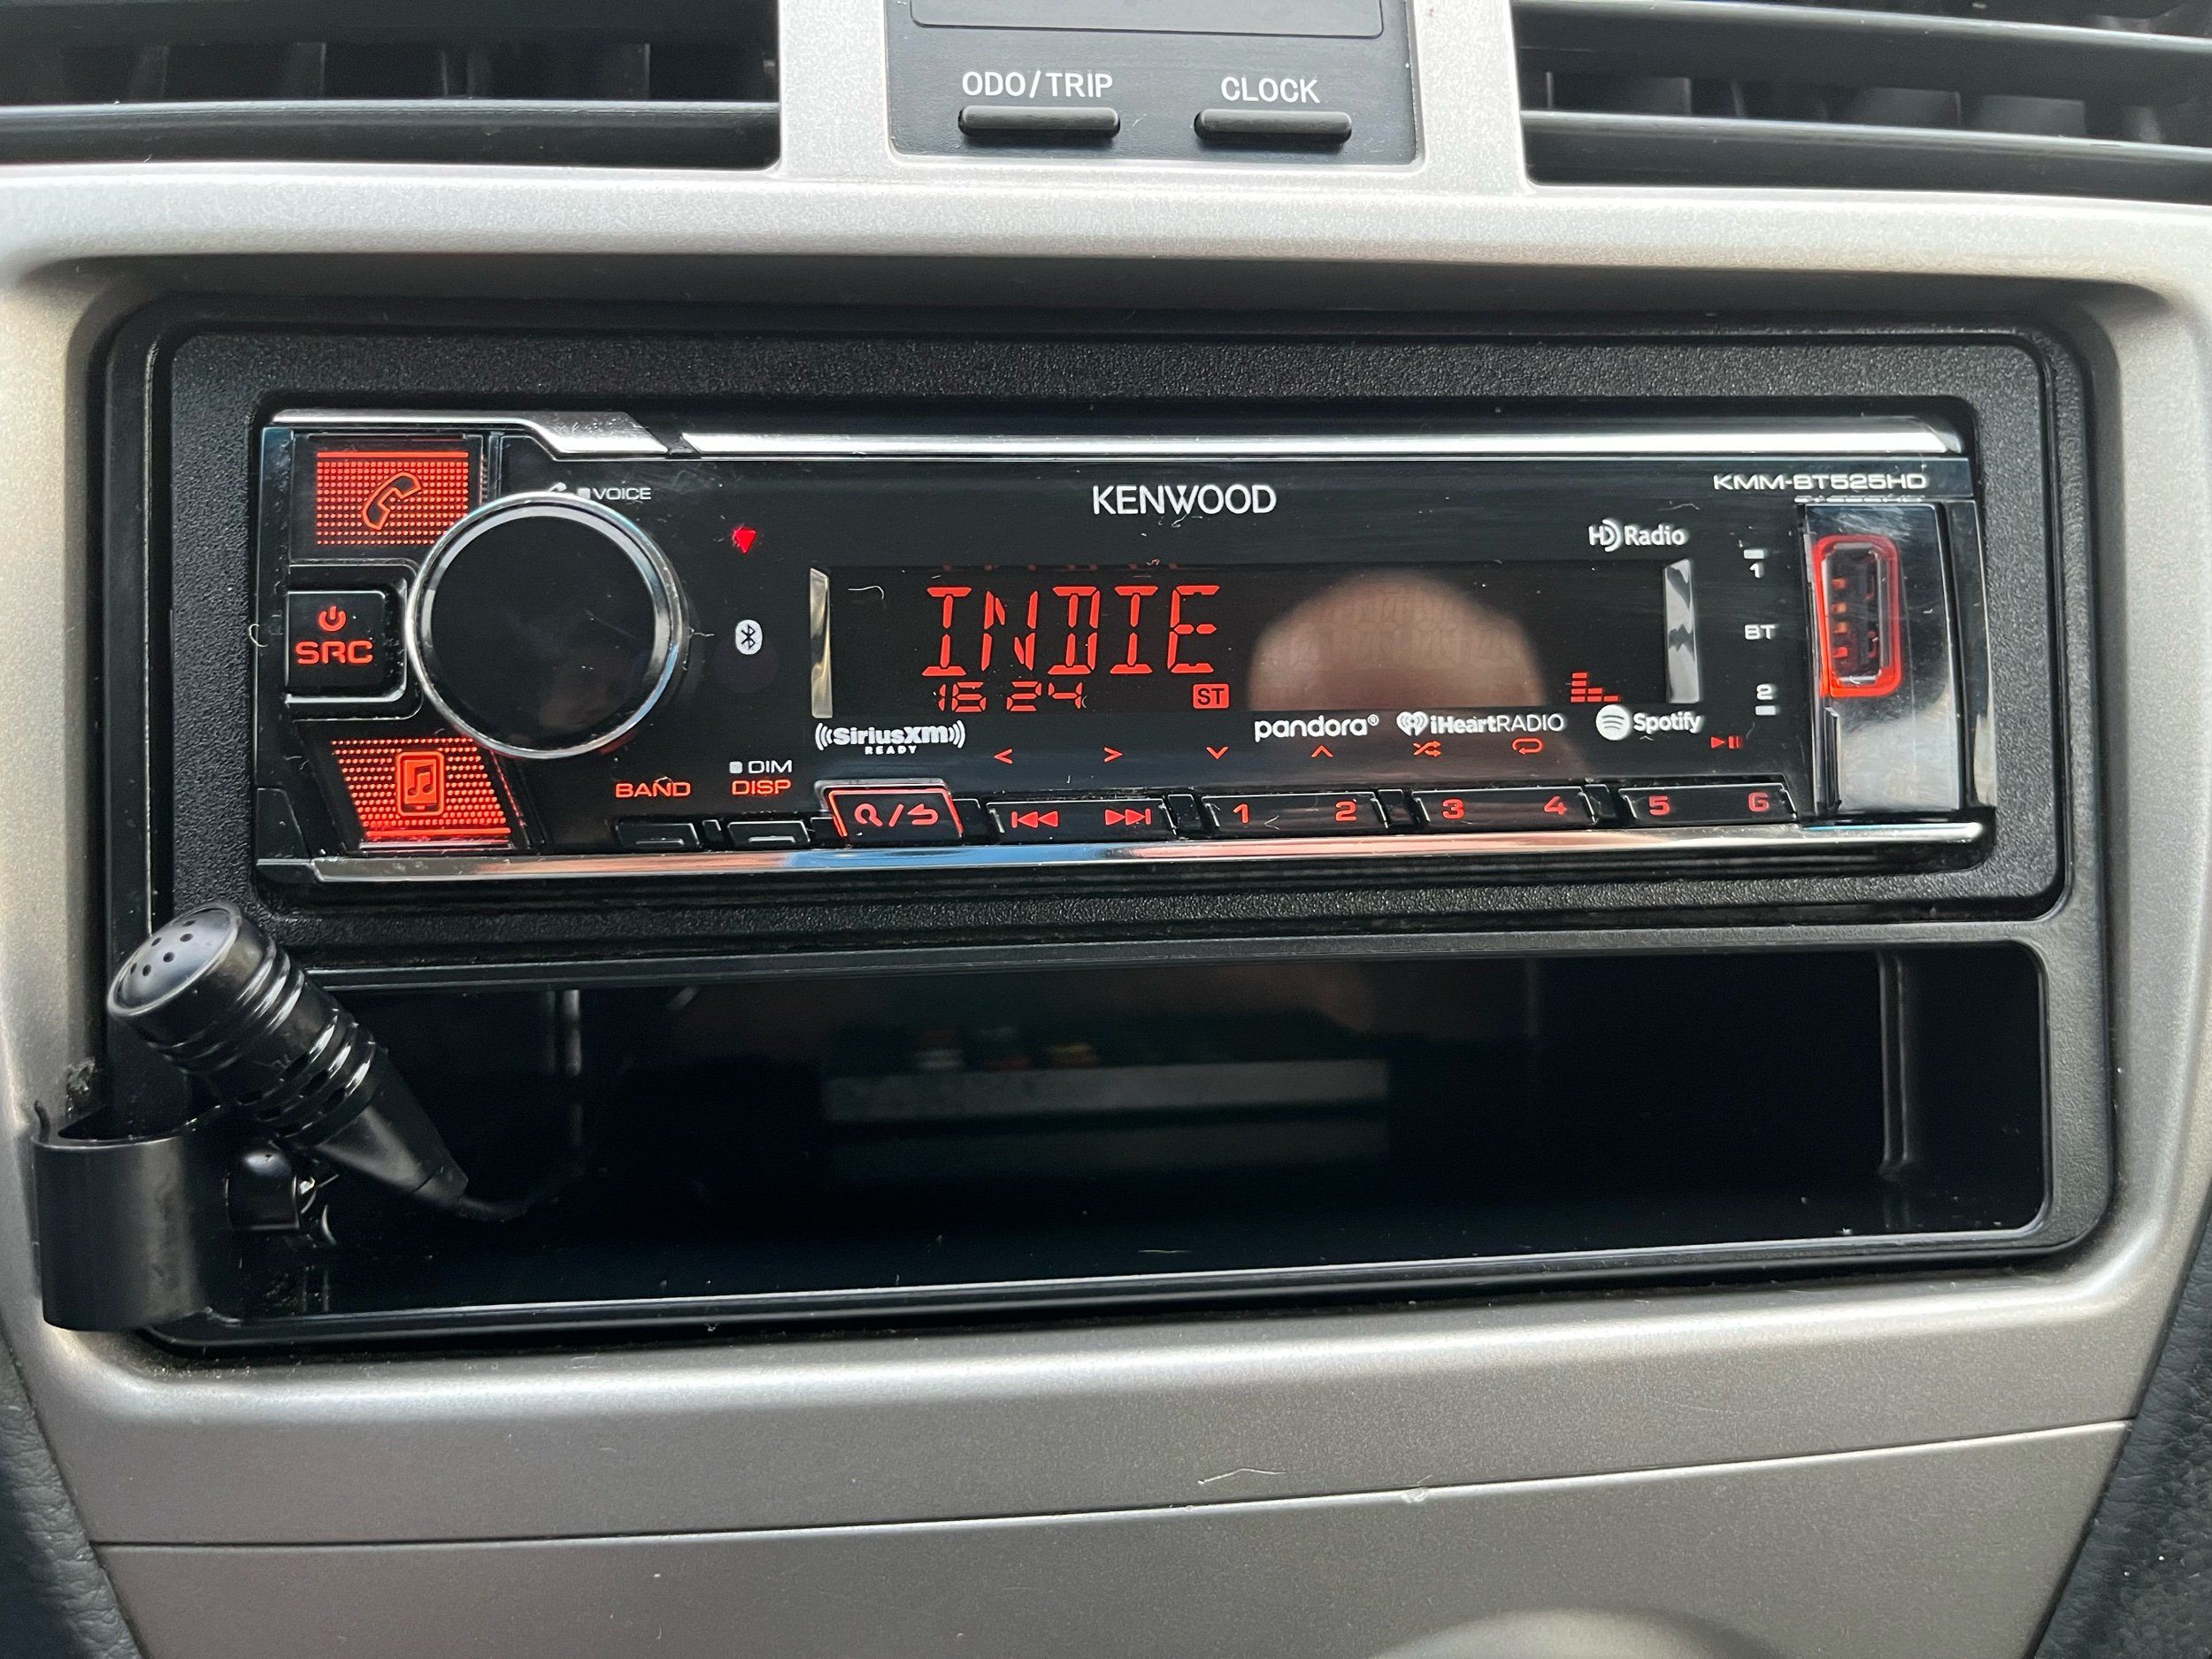 ODO/TRIP CLOCK
VOICE
KENWOOD
KMM-BT525HD
HD Radio
1
SRC
INDIE
BT
16 24 ST
2
((SiriusXM))
READY
pandora® iHeartRADIO Spotify
DIM
BAND DISP
1 2 3 4 5 6